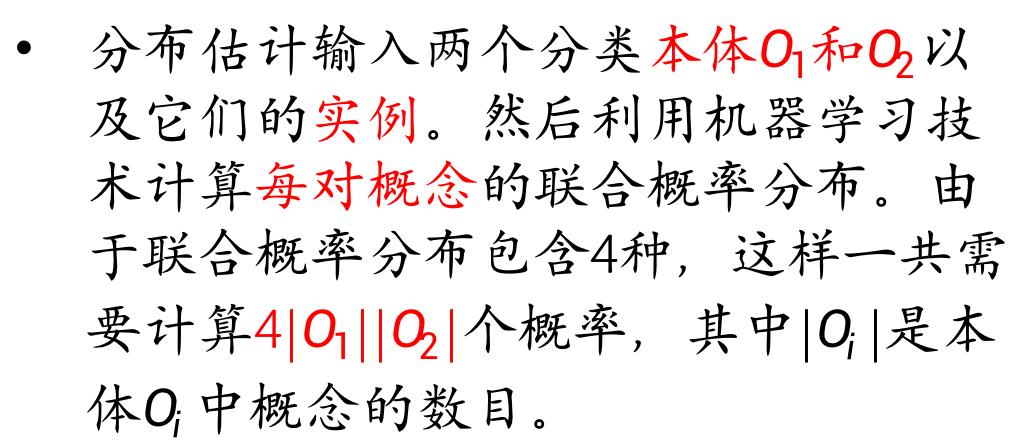 • 分布估计输入两个分类本体O₁和O₂以
及它们的实例。然后利用机器学习技
术计算每对概念的联合概率分布。由
于联合概率分布包含4种，这样一共需
要计算4|O₁||O₂|个概率，其中|Oᵢ|是本
体Oᵢ中概念的数目。